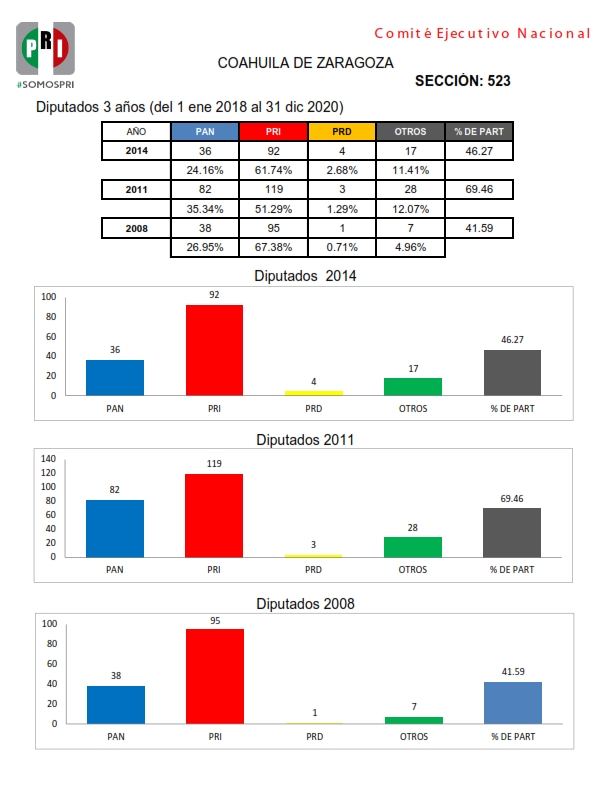 Comité Ejecutivo Nacional
PRI
#SOMOSPRI
COAHUILA DE ZARAGOZA
SECCIÓN: 523
Diputados 3 años (del 1 ene 2018 al 31 dic 2020)
AÑO PAN PRI PRD OTROS % DE PART
2014 36 92 4 17 46.27
24.16% 61.74% 2.68% 11.41%
2011 82 119 3 28 69.46
35.34% 51.29% 1.29% 12.07%
2008 38 95 1 7 41.59
26.95% 67.38% 0.71% 4.96%
Diputados 2014
100
80
60
40
20
0
36 92 4 17 46.27
PAN PRI PRD OTROS % DE PART
Diputados 2011
140
120
100
80
60
40
20
0
82 119 3 28 69.46
PAN PRI PRD OTROS % DE PART
Diputados 2008
100
80
60
40
20
0
38 95 1 7 41.59
PAN PRI PRD OTROS % DE PART